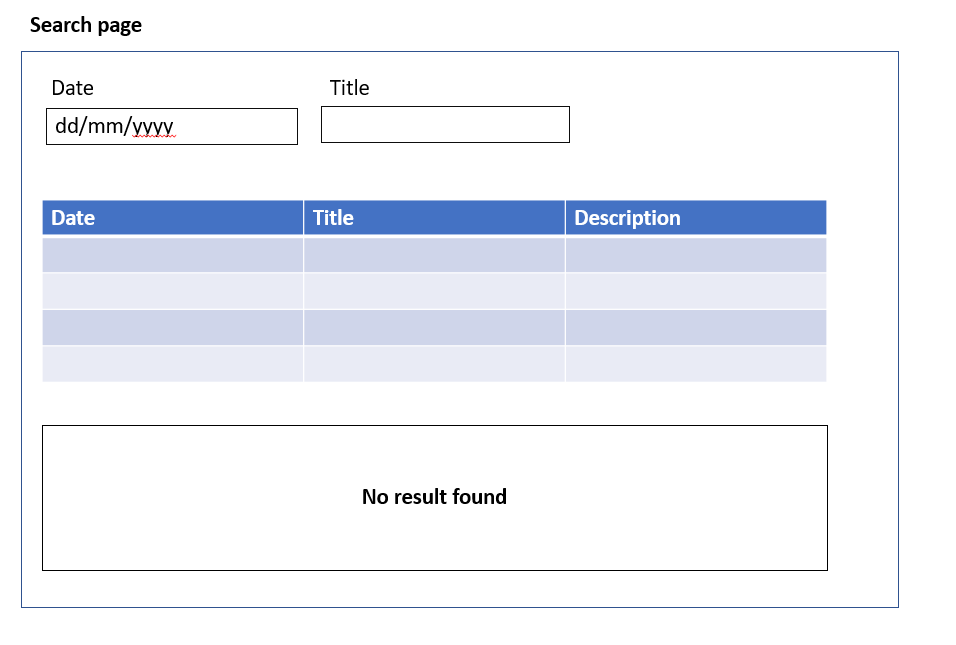 Search page
Date Title
dd/mm/yyyy
Date Title Description
No result found